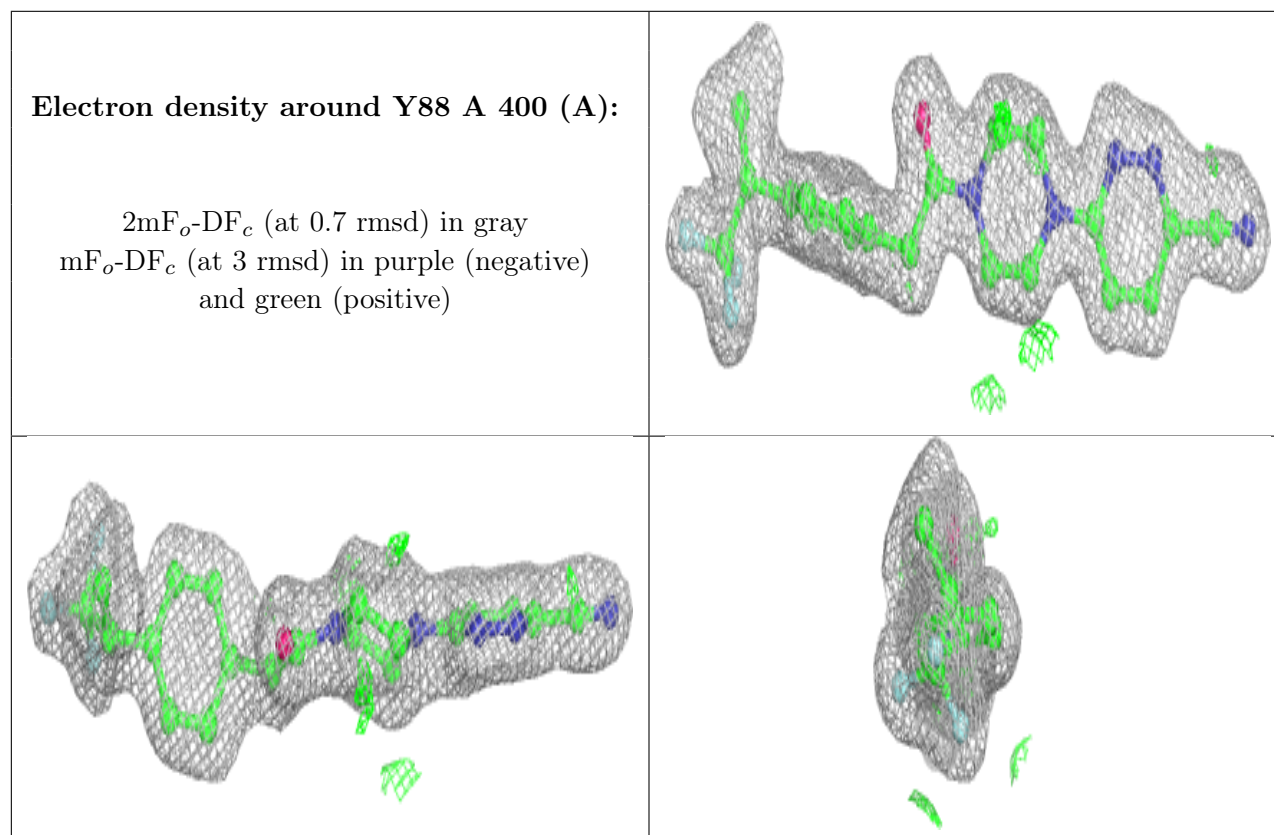 Electron density around Y88 A 400 (A):
2mFo-DFc (at 0.7 rmsd) in gray
mFo-DFc (at 3 rmsd) in purple (negative)
and green (positive)